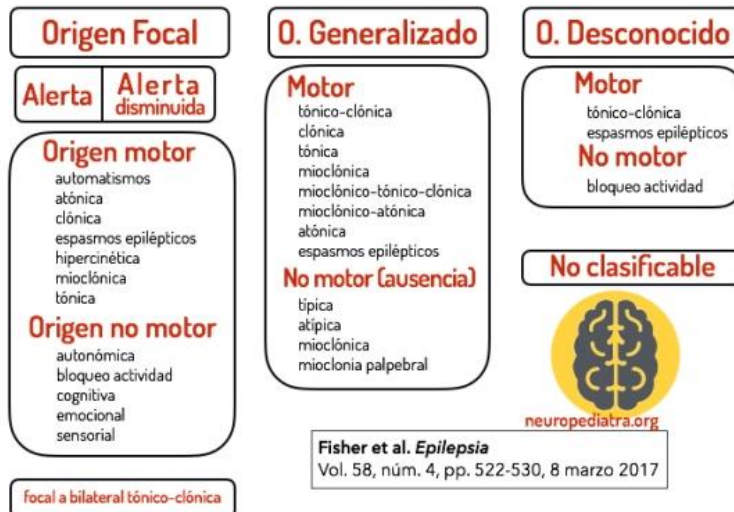 Origen Focal
Alerta
Alerta
disminuida
Origen motor
automatismos
atónica
clónica
espasmos epilépticos
hipercinética
mioclónica
tónica
Origen no motor
autonómica
bloqueo actividad
cognitiva
emocional
sensorial
focal a bilateral tónico-clónica
O. Generalizado
Motor
tónico-clónica
clónica
tónica
mioclónica
mioclónico-tónico-clónica
mioclónico-atónica
atónica
espasmos epilépticos
No motor (ausencia)
típica
atípica
mioclónica
mioclonia palpebral
O. Desconocido
Motor
tónico-clónica
espasmos epilépticos
No motor
bloqueo actividad
No clasificable
neuropediatra.org
Fisher et al. Epilepsia
Vol. 58, núm. 4, pp. 522-530, 8 marzo 2017